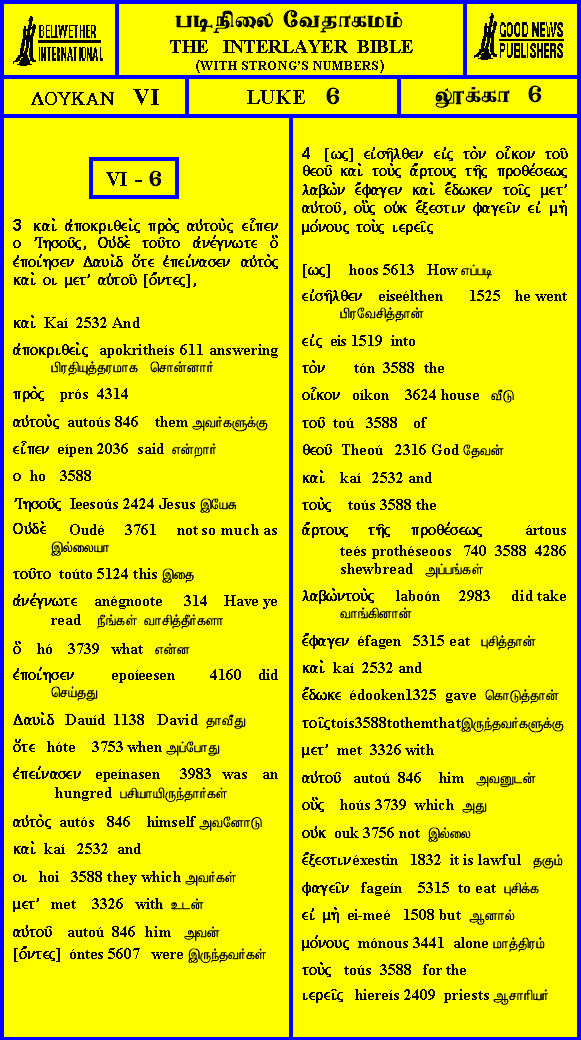 BELLWETHER
INTERNATIONAL
படிநிலை வேதாகமம்
THE INTERLAYER BIBLE
(WITH STRONG'S NUMBERS)
GOOD NEWS
PUBLISHERS
ΛΟΥΚΑΝ VI
LUKE 6
லூக்கா 6
VI - 6
3 καὶ ἀποκριθεὶς πρὸς αὐτοὺς εἶπεν
ο Ἰησοῦς, Οὐδὲ τοῦτο ἀνέγνωτε ὃ
ἐποίησεν Δαυὶδ ὅτε ἐπείνασεν αὐτὸς
καὶ οι μετ' αὐτοῦ [ὄντες],
καὶ Kaí 2532 And
ἀποκριθεὶς apokritheís 611 answering
பிரதியுத்தரமாக சொன்னார்
πρὸς prós 4314
αὐτοὺς autoús 846 them அவர்களுக்கு
εἶπεν eípen 2036 said என்றார்
ο ho 3588
Ἰησοῦς Ieesoús 2424 Jesus இயேசு
Οὐδὲ Oudé 3761 not so much as
இல்லையா
τοῦτο toúto 5124 this இதை
ἀνέγνωτε anégnoote 314 Have ye
read நீங்கள் வாசித்தீர்களா
ὃ hó 3739 what என்ன
ἐποίησεν epoíeesen 4160 did
செய்தது
Δαυὶδ Dauíd 1138 David தாவீது
ὅτε hóte 3753 when அப்போது
ἐπείνασεν epeínasen 3983 was an
hungred பசியாயிருந்தார்கள்
αὐτὸς autós 846 himself அவனோடு
καὶ kaí 2532 and
οι hoi 3588 they which அவர்கள்
μετ' met 3326 with உடன்
αὐτοῦ autoú 846 him அவன்
[ὄντες] óntes 5607 were இருந்தவர்கள்
4 [ως] εἰσῆλθεν εἰς τὸν οἶκον τοῦ
θεοῦ καὶ τοὺς ἄρτους τῆς προθέσεως
λαβὼν ἔφαγεν καὶ ἔδωκεν τοῖς μετ'
αὐτοῦ, οὓς οὐκ ἔξεστιν φαγεῖν εἰ μὴ
μόνους τοὺς ιερεῖς
[ως] hoos 5613 How எப்படி
εἰσῆλθεν eiseélthen 1525 he went
பிரவேசித்தான்
εἰς eis 1519 into
τὸν tón 3588 the
οἶκον oíkon 3624 house வீடு
τοῦ toú 3588 of
θεοῦ Theoú 2316 God தேவன்
καὶ kaí 2532 and
τοὺς toús 3588 the
ἄρτους τῆς προθέσεως ártous
teés prothéseoos 740 3588 4286
shewbread அப்பங்கள்
λαβὼντοὺς laboón 2983 did take
வாங்கினான்
ἔφαγεν éfagen 5315 eat புசித்தான்
καὶ kaí 2532 and
ἔδωκε édooken1325 gave கொடுத்தான்
τοῖςtoís3588tothemthatஇருந்தவர்களுக்கு
μετ' met 3326 with
αὐτοῦ autoú 846 him அவனுடன்
οὓς hoús 3739 which அது
οὐκ ouk 3756 not இல்லை
ἔξεστινéxestin 1832 it is lawful தகும்
φαγεῖν fageín 5315 to eat புசிக்க
εἰ μὴ ei-meé 1508 but ஆனால்
μόνους mónous 3441 alone மாத்திரம்
τοὺς toús 3588 for the
ιερεῖς hiereís 2409 priests ஆசாரியர்